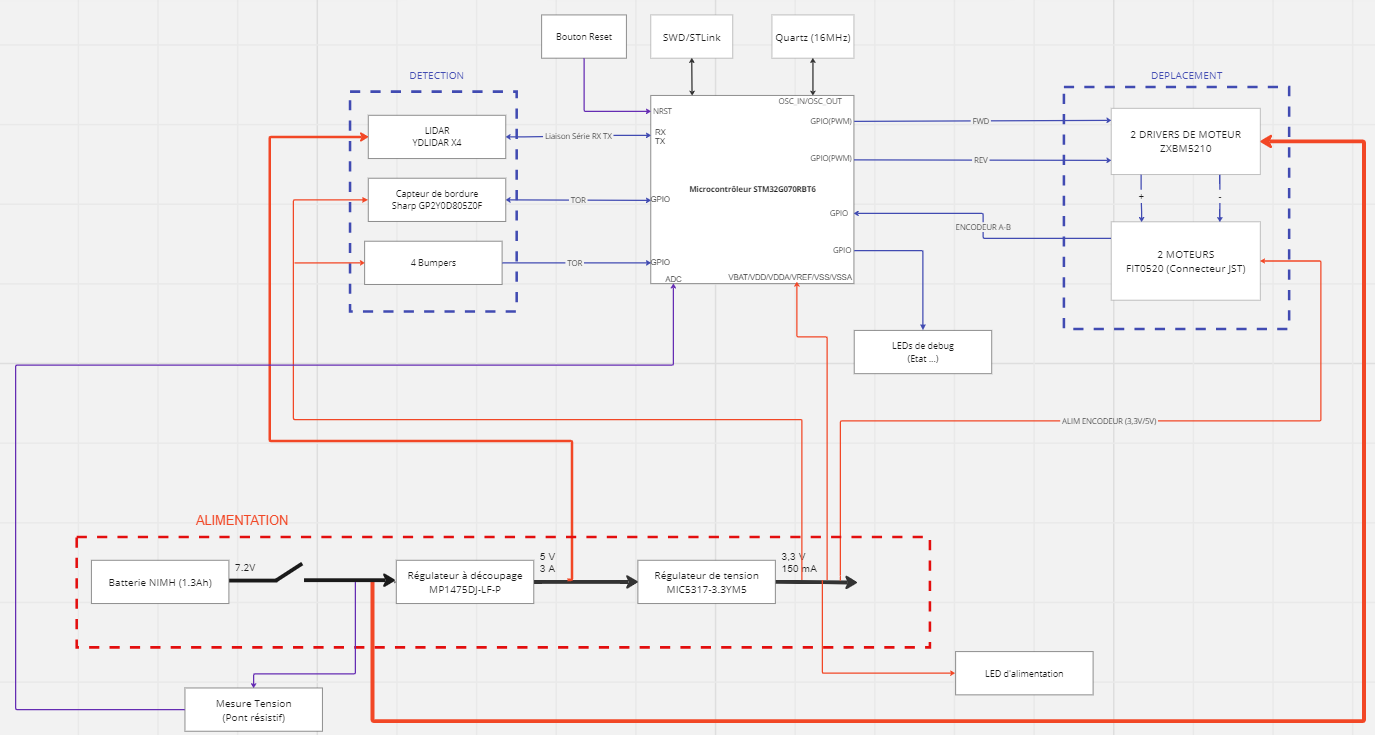 Bouton Reset
SWD/STLink
Quartz (16MHz)
DETECTION
DEPLACEMENT
LIDAR
YDLIDAR X4
Liaison Série RX TX
Capteur de bordure
Sharp GP2Y0D805Z0F
TOR
4 Bumpers
TOR
OSC_IN/OSC_OUT
NRST
RX
TX
GPIO
GPIO
ADC
Microcontrôleur STM32G070RBT6
GPIO(PWM)
GPIO(PWM)
GPIO
GPIO
VBAT/VDD/VDDA/VREF/VSS/VSSA
FWD
REV
ENCODEUR A-B
2 DRIVERS DE MOTEUR
ZXBM5210
+
-
2 MOTEURS
FIT0520 (Connecteur JST)
LEDs de debug
(Etat ...)
ALIM ENCODEUR (3,3V/5V)
ALIMENTATION
Batterie NIMH (1.3Ah)
7.2V
Régulateur à découpage
MP1475DJ-LF-P
5 V
3 A
Régulateur de tension
MIC5317-3.3YM5
3,3 V
150 mA
LED d'alimentation
Mesure Tension
(Pont résistif)